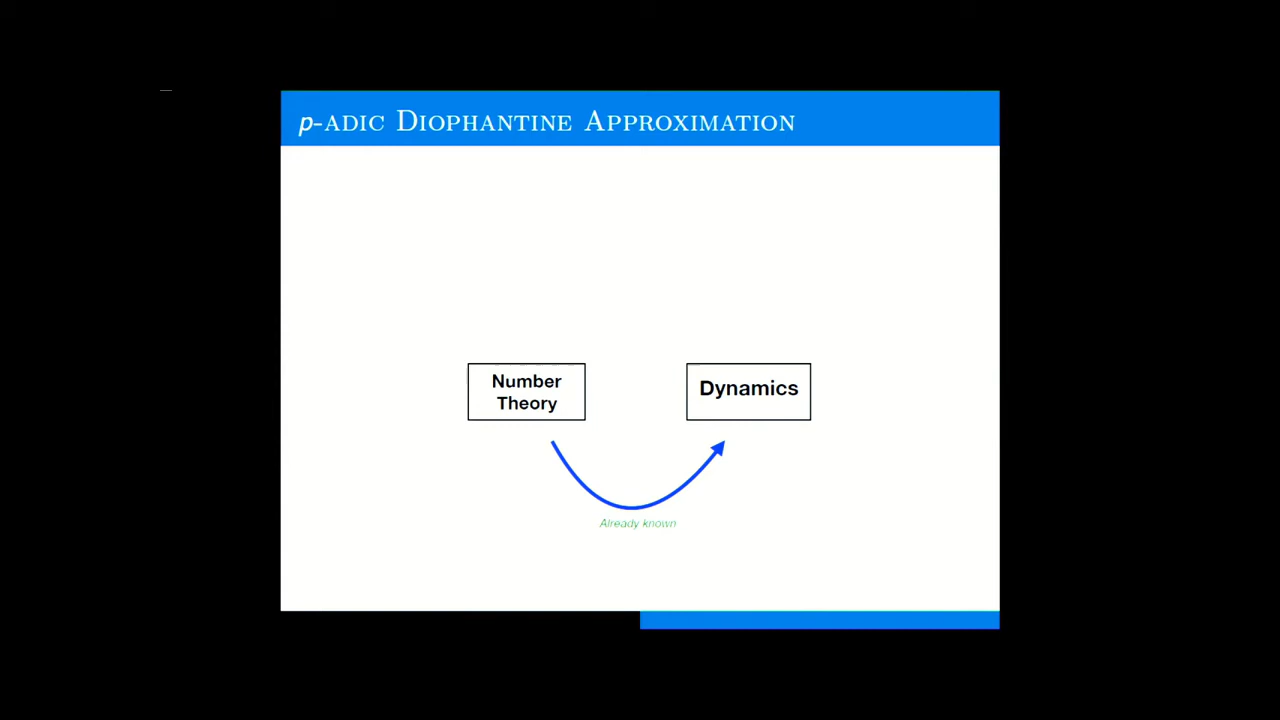 p-adic Diophantine Approximation
Number
Theory
Dynamics
Already known